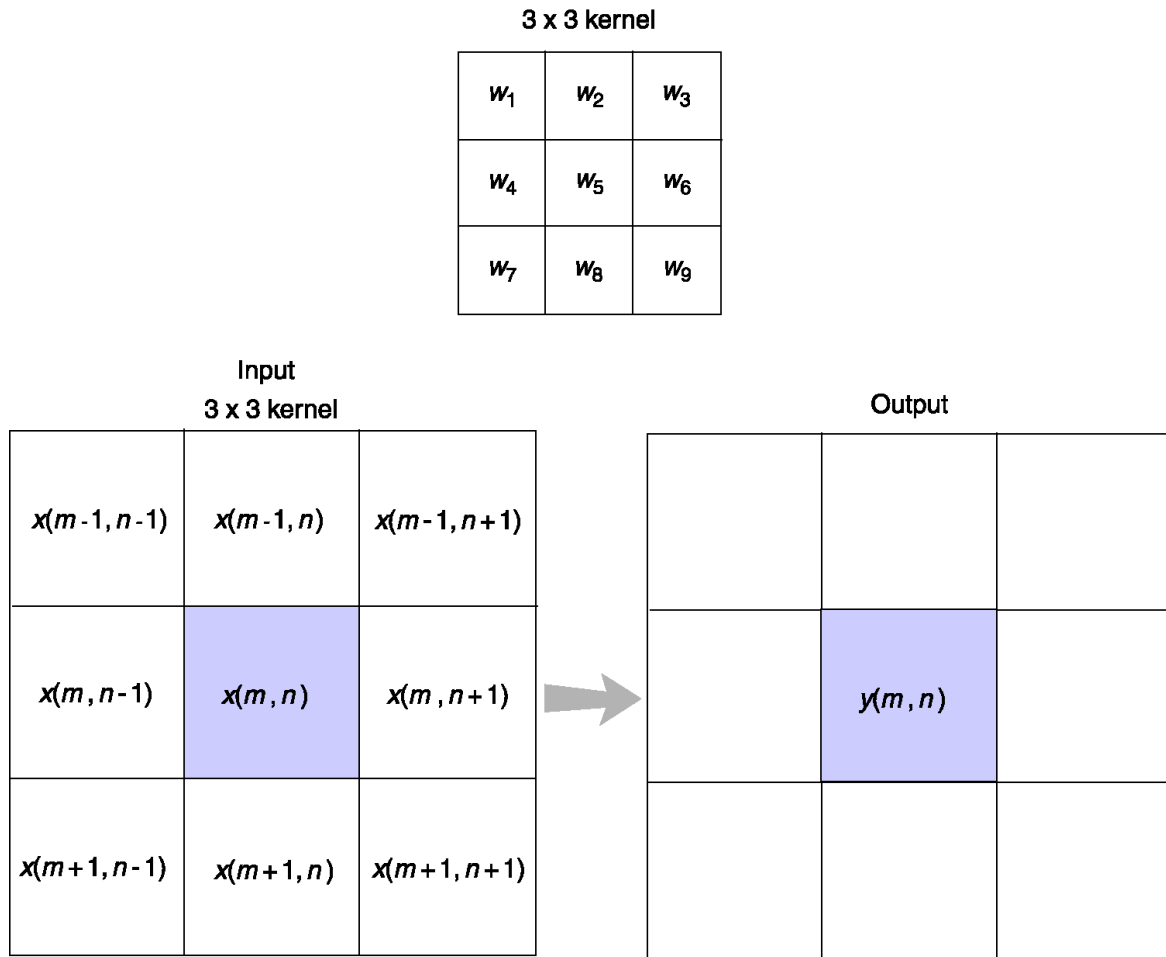 3 x 3 kernel
w1 w2 w3
w4 w5 w6
w7 w8 w9
Input
3 x 3 kernel
Output
x(m-1, n-1) x(m-1, n) x(m-1, n+1)
x(m, n-1) x(m, n) x(m, n+1)
y(m, n)
x(m+1, n-1) x(m+1, n) x(m+1, n+1)